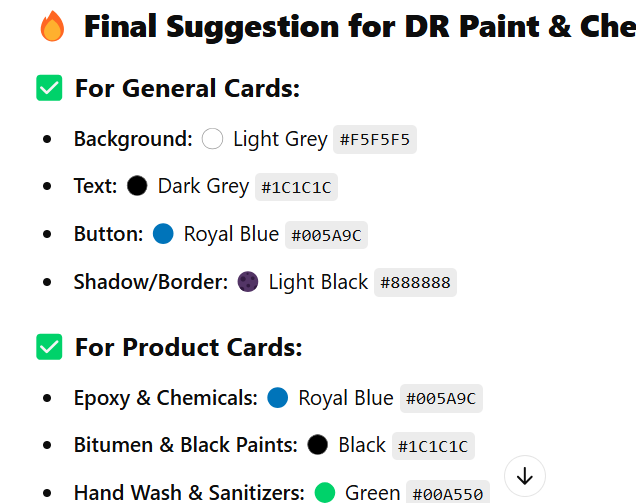 🔥 Final Suggestion for DR Paint & Che
✅ For General Cards:
• Background: ⚪ Light Grey #F5F5F5
• Text: ⚫ Dark Grey #1C1C1C
• Button: 🔵 Royal Blue #005A9C
• Shadow/Border: 🌑 Light Black #888888
✅ For Product Cards:
• Epoxy & Chemicals: 🔵 Royal Blue #005A9C
• Bitumen & Black Paints: ⚫ Black #1C1C1C
• Hand Wash & Sanitizers: 🟢 Green #00A550